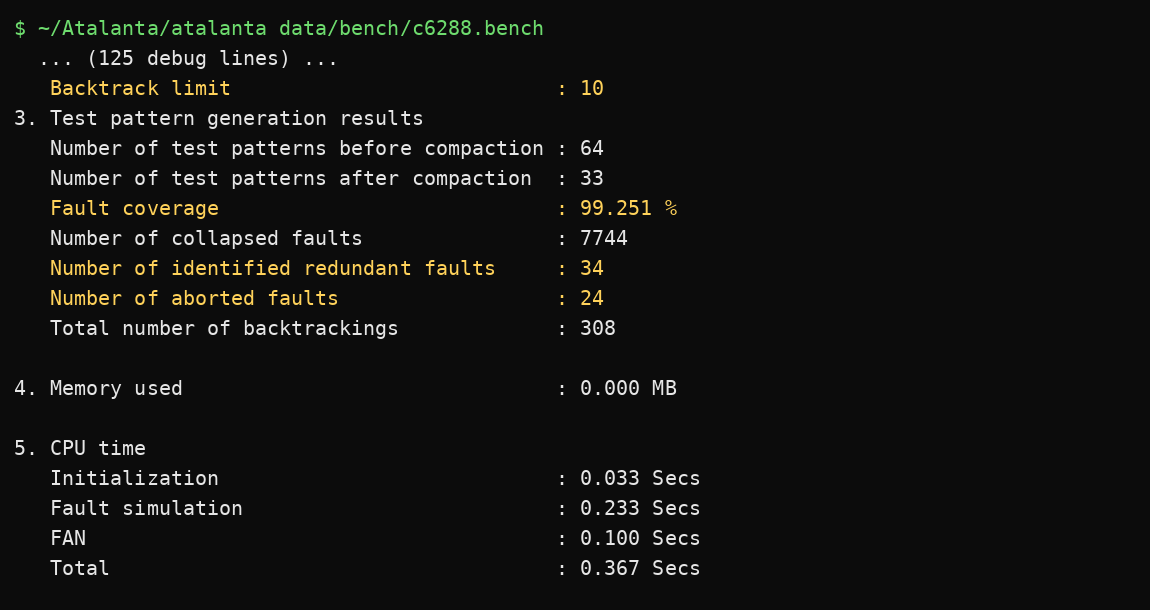 $ ~/Atalanta/atalanta data/bench/c6288.bench
... (125 debug lines) ...
Backtrack limit : 10
3. Test pattern generation results
Number of test patterns before compaction : 64
Number of test patterns after compaction : 33
Fault coverage : 99.251 %
Number of collapsed faults : 7744
Number of identified redundant faults : 34
Number of aborted faults : 24
Total number of backtrackings : 308
4. Memory used : 0.000 MB
5. CPU time
Initialization : 0.033 Secs
Fault simulation : 0.233 Secs
FAN : 0.100 Secs
Total : 0.367 Secs